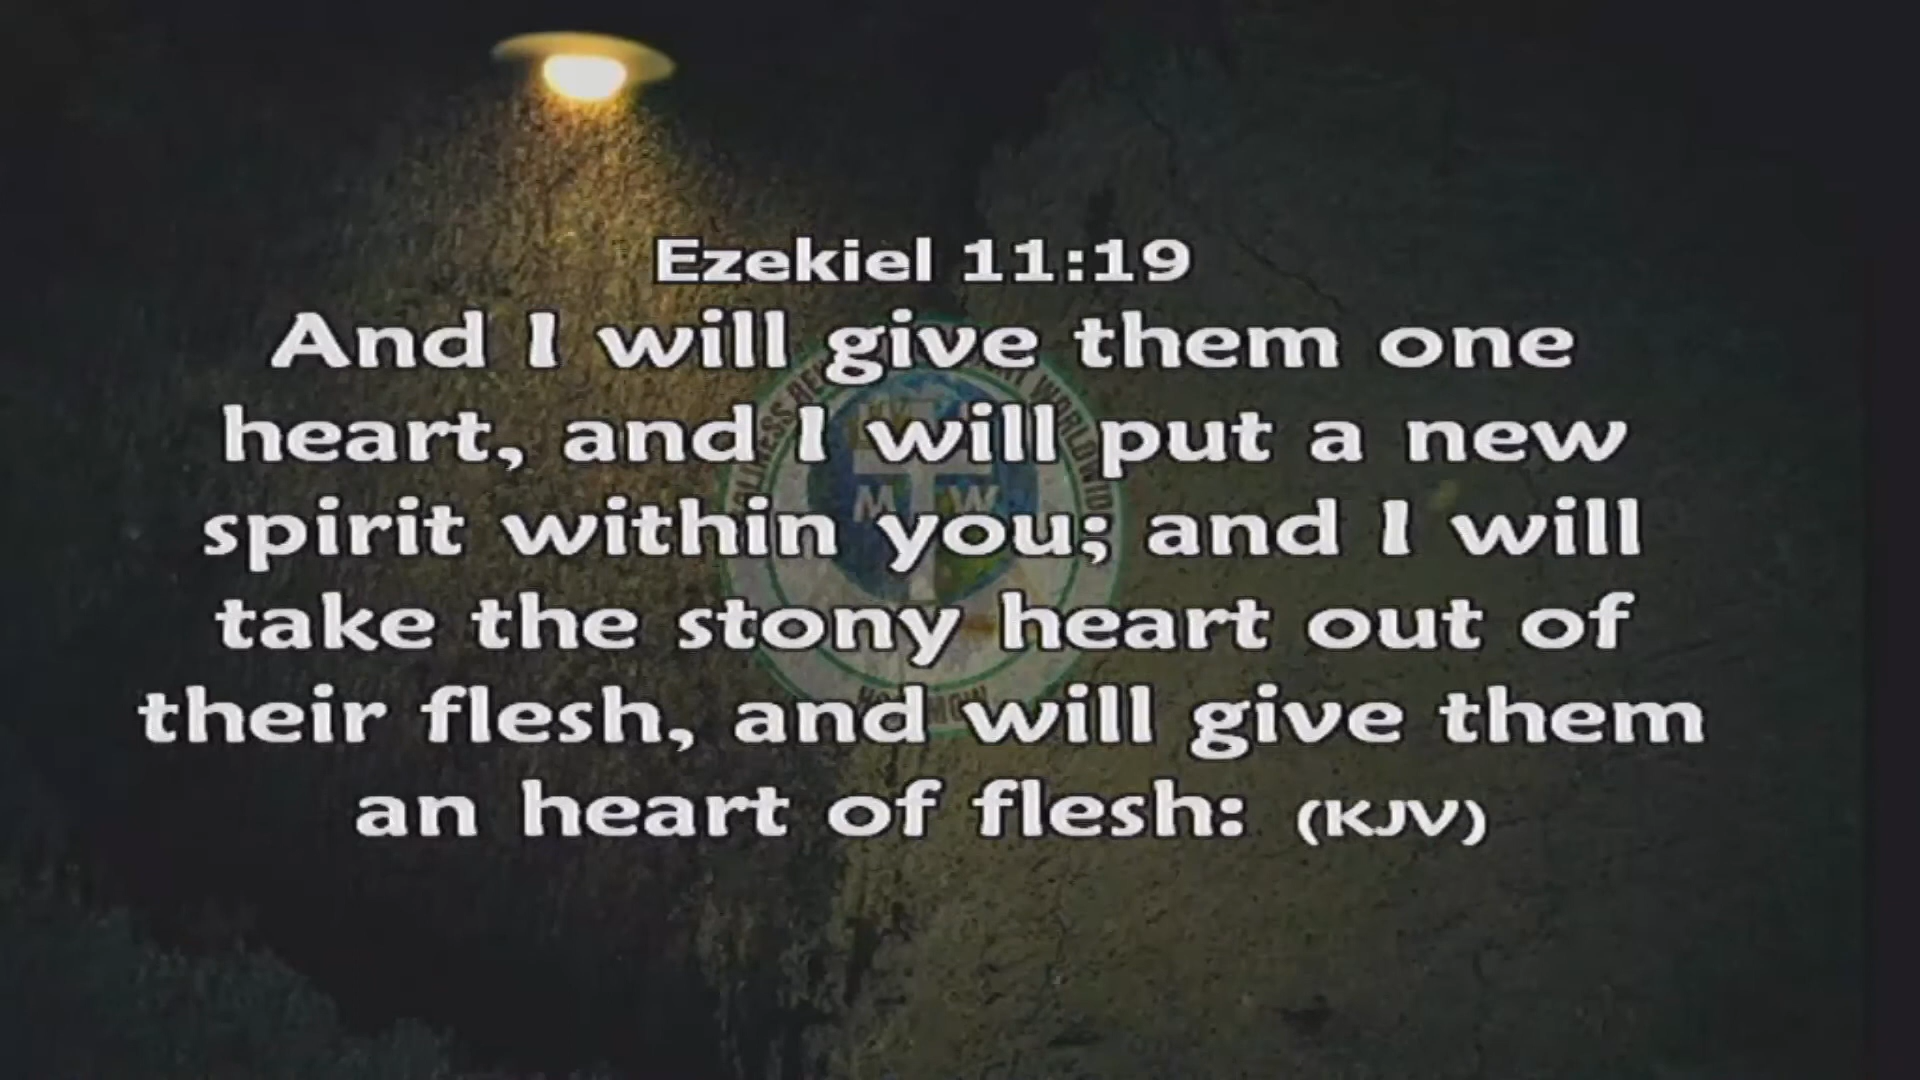 Ezekiel 11:19
And I will give them one
heart, and I will put a new
spirit within you; and I will
take the stony heart out of
their flesh, and will give them
an heart of flesh: (KJV)
M W